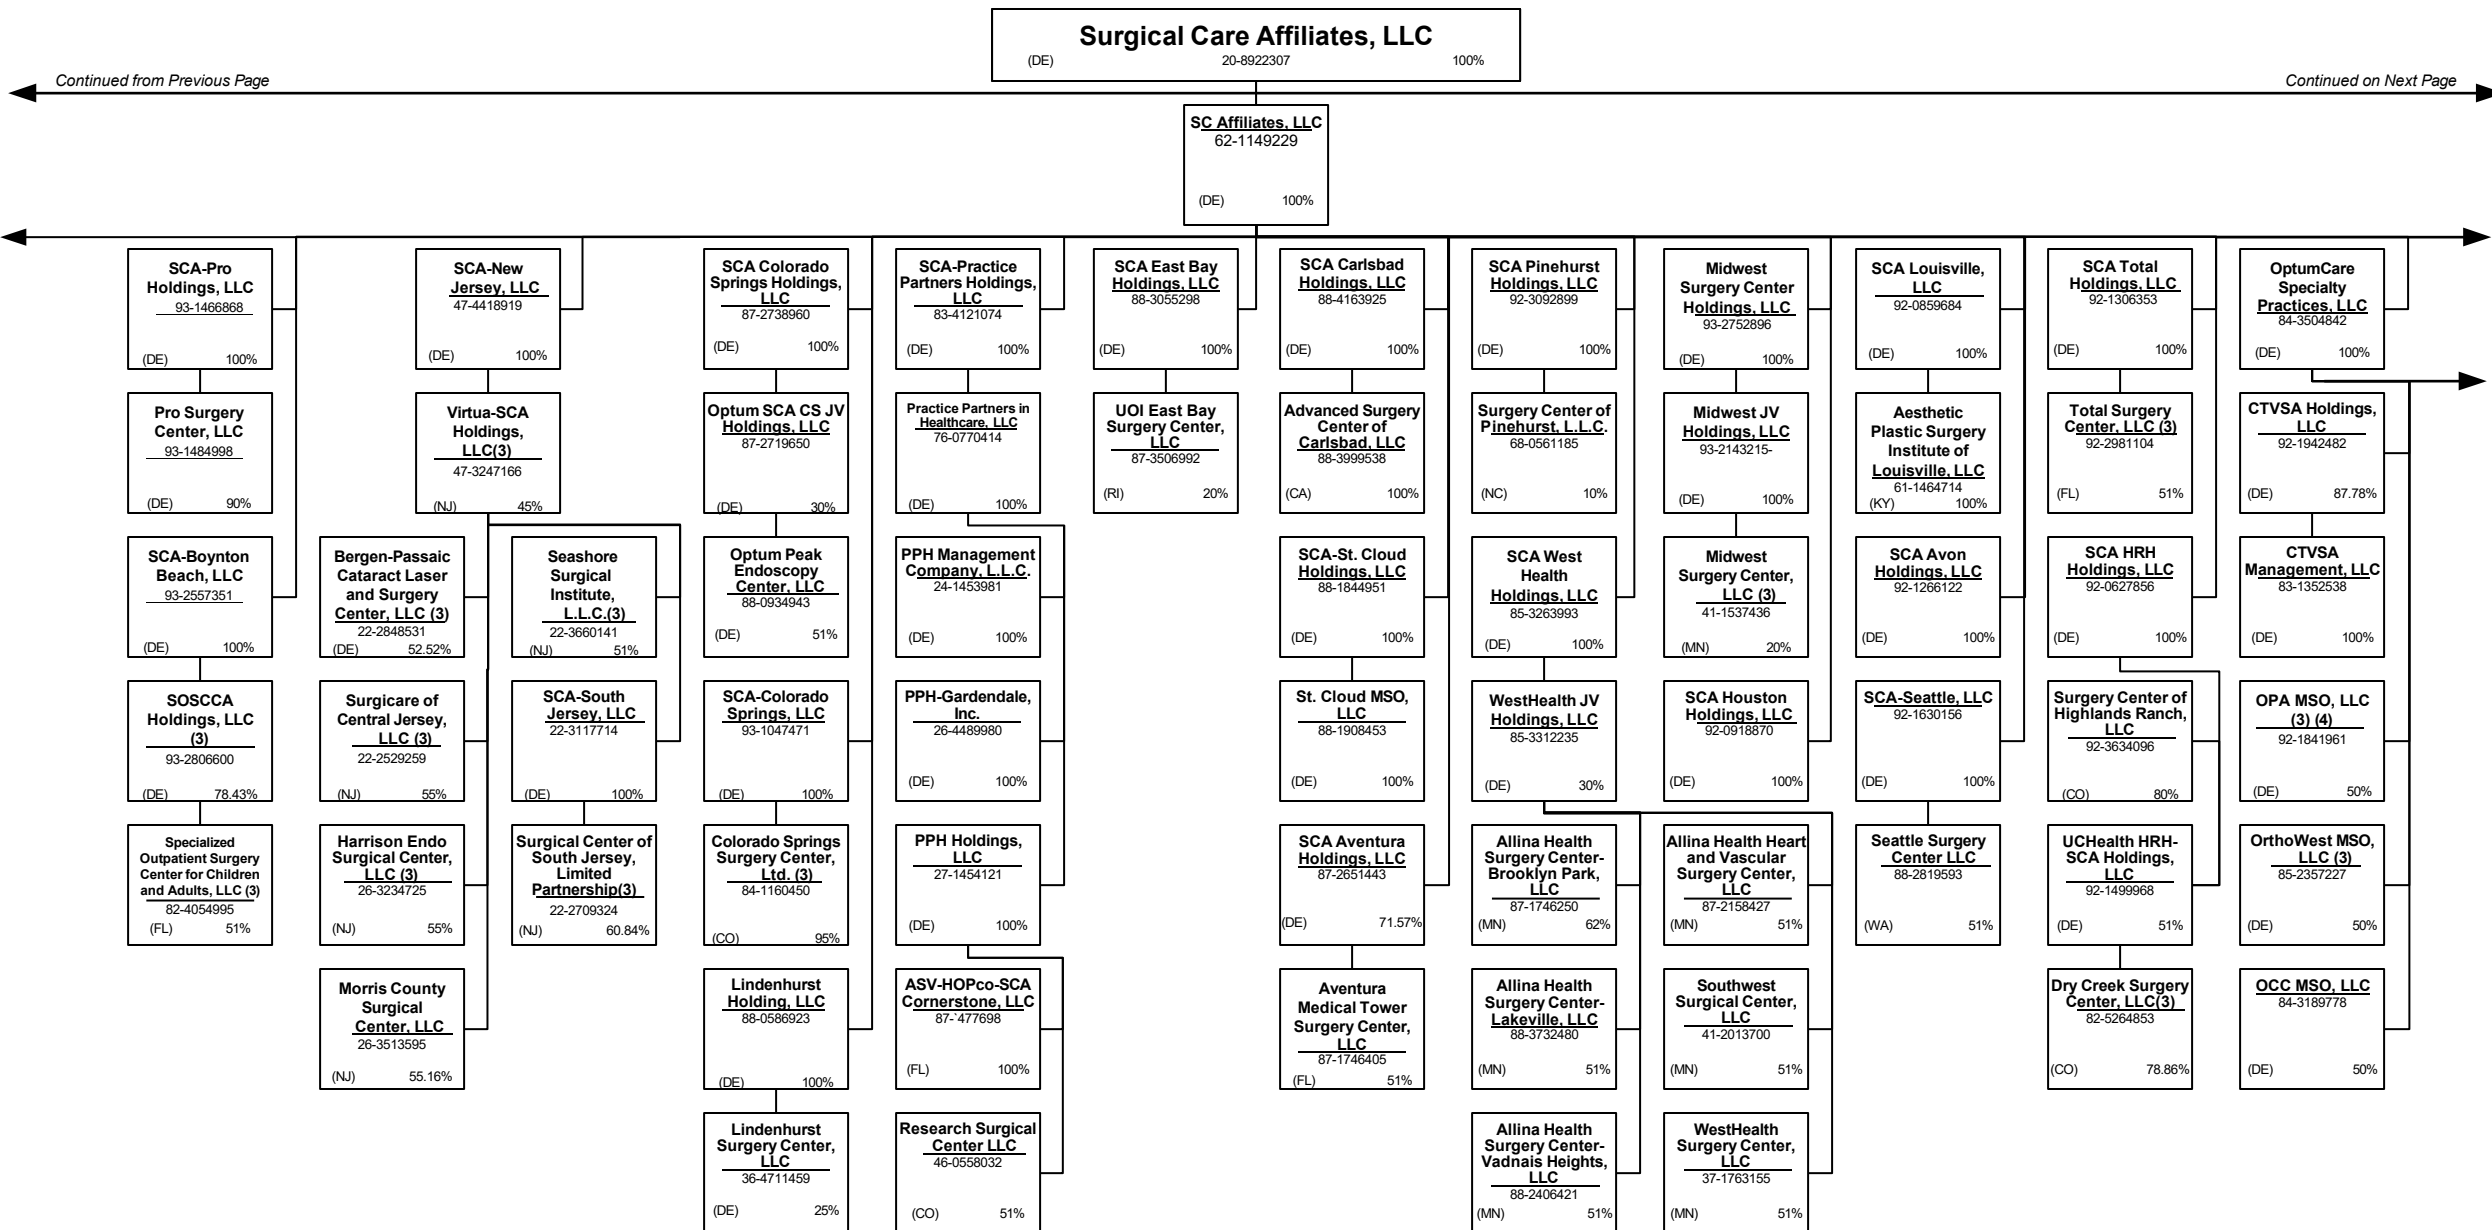 Surgical Care Affiliates, LLC
(DE) 20-8922307 100%
Continued from Previous Page
Continued on Next Page
SC Affiliates, LLC
62-1149229
(DE) 100%
SCA-Pro
Holdings, LLC
93-1466868
(DE) 100%
SCA-New
Jersey, LLC
47-4418919
(DE) 100%
SCA Colorado
Springs Holdings,
LLC
87-2738960
(DE) 100%
SCA-Practice
Partners Holdings,
LLC
83-4121074
(DE) 100%
SCA East Bay
Holdings, LLC
88-3055298
(DE) 100%
SCA Carlsbad
Holdings, LLC
88-4163925
(DE) 100%
SCA Pinehurst
Holdings, LLC
92-3092899
(DE) 100%
Midwest
Surgery Center
Holdings, LLC
93-2752896
(DE) 100%
SCA Louisville,
LLC
92-0859684
(DE) 100%
SCA Total
Holdings, LLC
92-1306353
(DE) 100%
OptumCare
Specialty
Practices, LLC
84-3504842
(DE) 100%
Pro Surgery
Center, LLC
93-1484998
(DE) 90%
Virtua-SCA
Holdings,
LLC(3)
47-3247166
(NJ) 45%
Optum SCA CS JV
Holdings, LLC
87-2719650
(DE) 30%
Practice Partners in
Healthcare, LLC
76-0770414
(DE) 100%
UOI East Bay
Surgery Center,
LLC
87-3506992
(RI) 20%
Advanced Surgery
Center of
Carlsbad, LLC
88-3999538
(CA) 100%
Surgery Center of
Pinehurst, L.L.C.
68-0561185
(NC) 10%
Midwest JV
Holdings, LLC
93-2143215-
(DE) 100%
Aesthetic
Plastic Surgery
Institute of
Louisville, LLC
61-1464714
(KY) 100%
Total Surgery
Center, LLC (3)
92-2981104
(FL) 51%
CTVSA Holdings,
LLC
92-1942482
(DE) 87.78%
SCA-Boynton
Beach, LLC
93-2557351
(DE) 100%
Bergen-Passaic
Cataract Laser
and Surgery
Center, LLC (3)
22-2848531
(DE) 52.52%
Seashore
Surgical
Institute,
L.L.C.(3)
22-3660141
(NJ) 51%
Optum Peak
Endoscopy
Center, LLC
88-0934943
(DE) 51%
PPH Management
Company, L.L.C.
24-1453981
(DE) 100%
SCA-St. Cloud
Holdings, LLC
88-1844951
(DE) 100%
SCA West
Health
Holdings, LLC
85-3263993
(DE) 100%
Midwest
Surgery Center,
LLC (3)
41-1537436
(MN) 20%
SCA Avon
Holdings, LLC
92-1266122
(DE) 100%
SCA HRH
Holdings, LLC
92-0627856
(DE) 100%
CTVSA
Management, LLC
83-1352538
(DE) 100%
SOSCCA
Holdings, LLC
(3)
93-2806600
(DE) 78.43%
Surgicare of
Central Jersey,
LLC (3)
22-2529259
(NJ) 55%
SCA-South
Jersey, LLC
22-3117714
(DE) 100%
SCA-Colorado
Springs, LLC
93-1047471
(DE) 100%
PPH-Gardendale,
Inc.
26-4489980
(DE) 100%
St. Cloud MSO,
LLC
88-1908453
(DE) 100%
WestHealth JV
Holdings, LLC
85-3312235
(DE) 30%
SCA Houston
Holdings, LLC
92-0918870
(DE) 100%
SCA-Seattle, LLC
92-1630156
(DE) 100%
Surgery Center of
Highlands Ranch,
LLC
92-3634096
(CO) 80%
OPA MSO, LLC
(3) (4)
92-1841961
(DE) 50%
Specialized
Outpatient Surgery
Center for Children
and Adults, LLC (3)
82-4054995
(FL) 51%
Harrison Endo
Surgical Center,
LLC (3)
26-3234725
(NJ) 55%
Surgical Center of
South Jersey,
Limited
Partnership(3)
22-2709324
(NJ) 60.84%
Colorado Springs
Surgery Center,
Ltd. (3)
84-1160450
(CO) 95%
PPH Holdings,
LLC
27-1454121
(DE) 100%
SCA Aventura
Holdings, LLC
87-2651443
(DE) 71.57%
Allina Health
Surgery Center-
Brooklyn Park,
LLC
87-1746250
(MN) 62%
Allina Health Heart
and Vascular
Surgery Center,
LLC
87-2158427
(MN) 51%
Seattle Surgery
Center LLC
88-2819593
(WA) 51%
UCHealth HRH-
SCA Holdings,
LLC
92-1499968
(DE) 51%
OrthoWest MSO,
LLC (3)
85-2357227
(DE) 50%
Morris County
Surgical
Center, LLC
26-3513595
(NJ) 55.16%
Lindenhurst
Holding, LLC
88-0586923
(DE) 100%
ASV-HOPco-SCA
Cornerstone, LLC
87-`477698
(FL) 100%
Aventura
Medical Tower
Surgery Center,
LLC
87-1746405
(FL) 51%
Allina Health
Surgery Center-
Lakeville, LLC
88-3732480
(MN) 51%
Southwest
Surgical Center,
LLC
41-2013700
(MN) 51%
Dry Creek Surgery
Center, LLC(3)
82-5264853
(CO) 78.86%
OCC MSO, LLC
84-3189778
(DE) 50%
Lindenhurst
Surgery Center,
LLC
36-4711459
(DE) 25%
Research Surgical
Center LLC
46-0558032
(CO) 51%
Allina Health
Surgery Center-
Vadnais Heights,
LLC
88-2406421
(MN) 51%
WestHealth
Surgery Center,
LLC
37-1763155
(MN) 51%